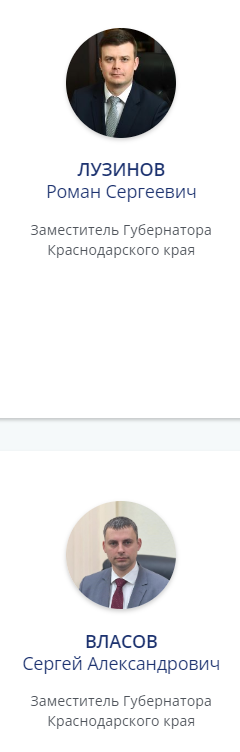 ЛУЗИНОВ
Роман Сергеевич
Заместитель Губернатора
Краснодарского края
ВЛАСОВ
Сергей Александрович
Заместитель Губернатора
Краснодарского края